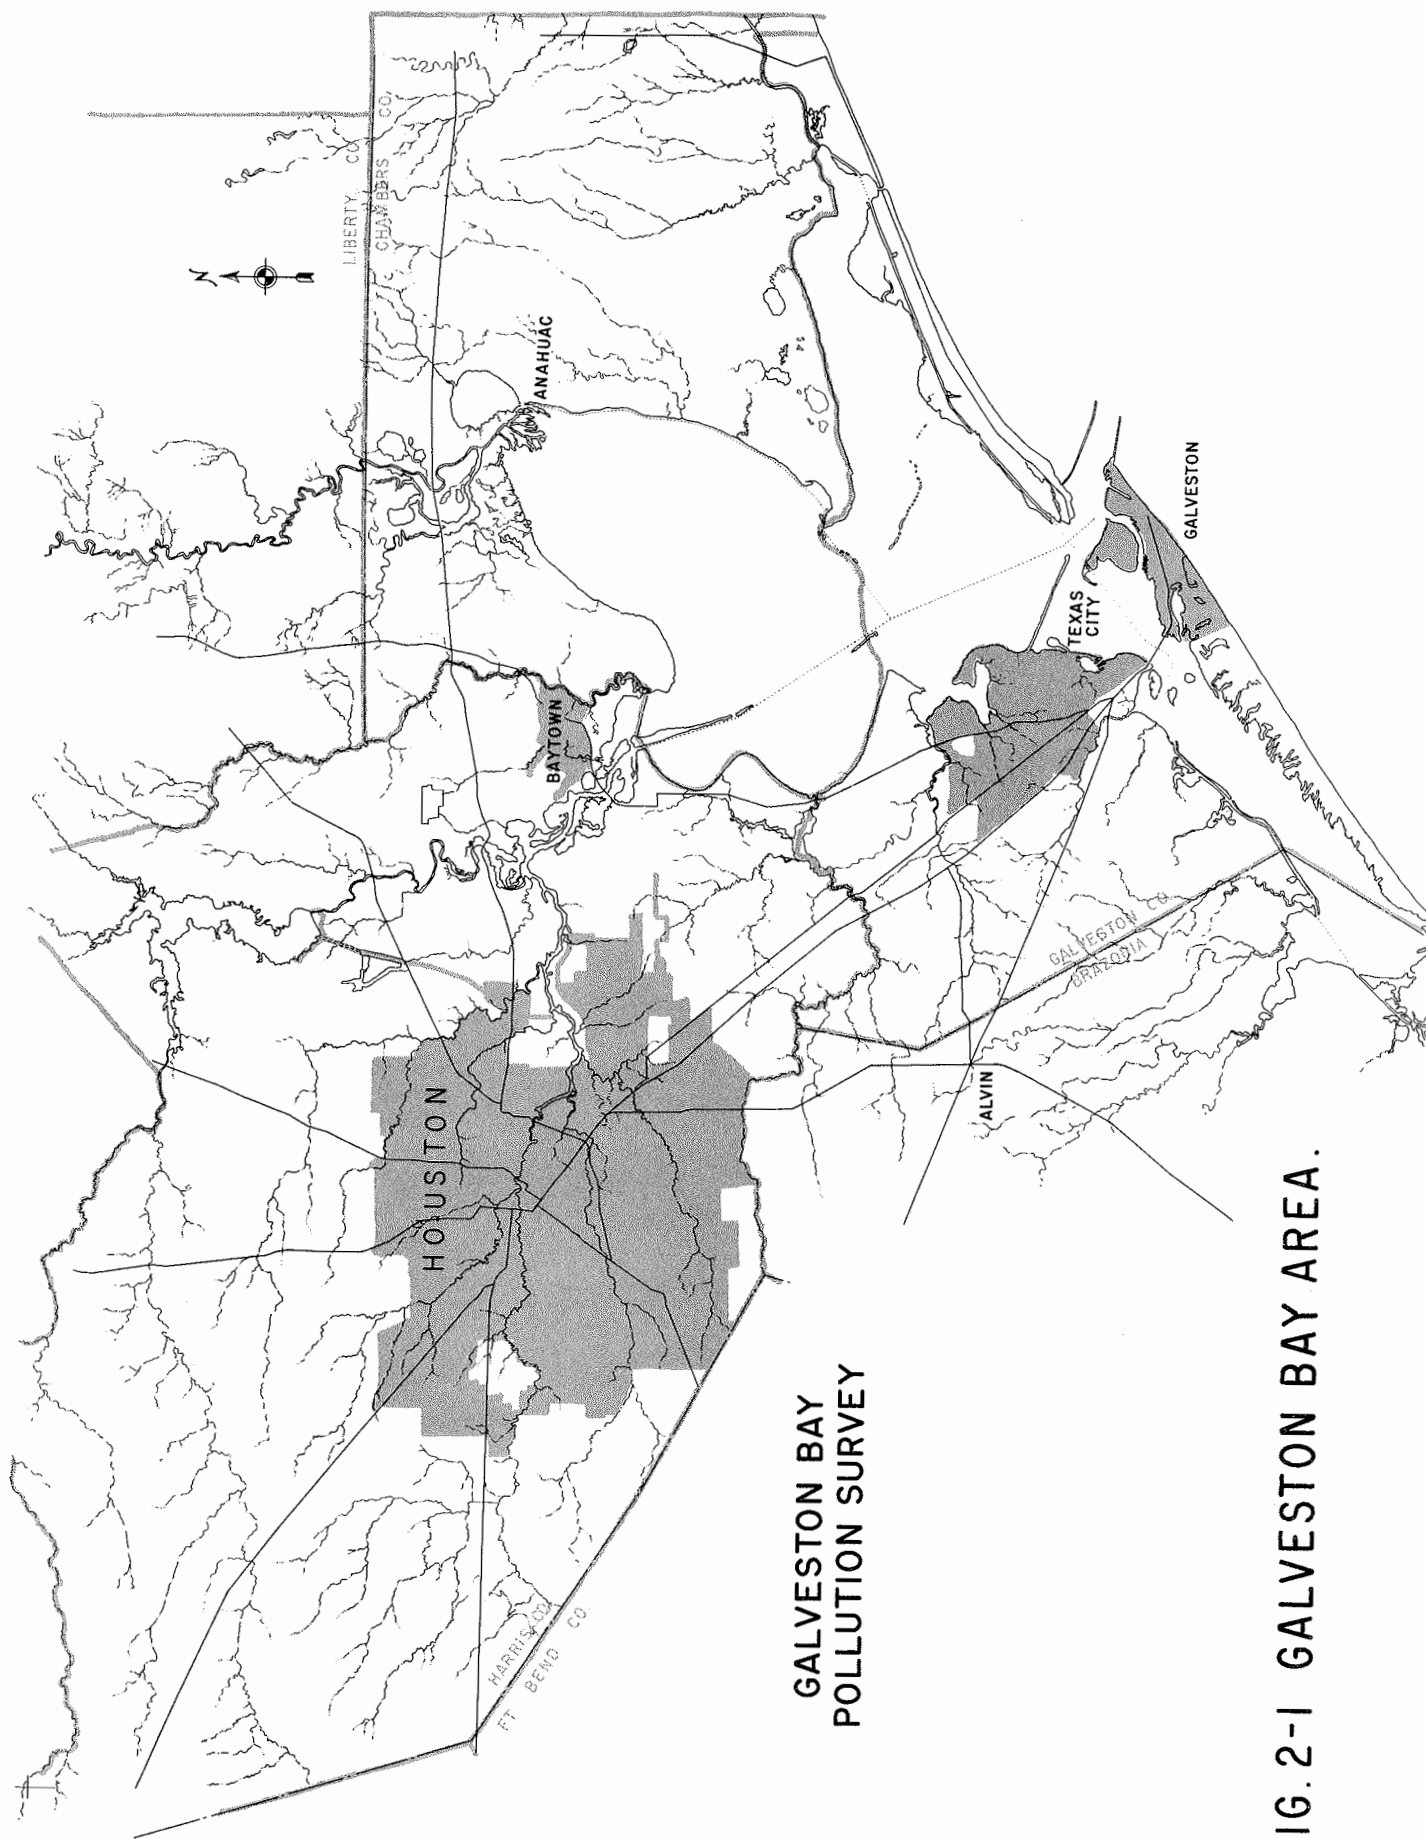 N
LIBERTY CO
CHAMBERS CO.
ANAHUAC
BAYTOWN
HOUSTON
TEXAS
CITY
GALVESTON
GALVESTON CO.
BRAZORIA
ALVIN
HARRIS CO.
FT BEND CO
GALVESTON BAY
POLLUTION SURVEY
IG. 2-1 GALVESTON BAY AREA.